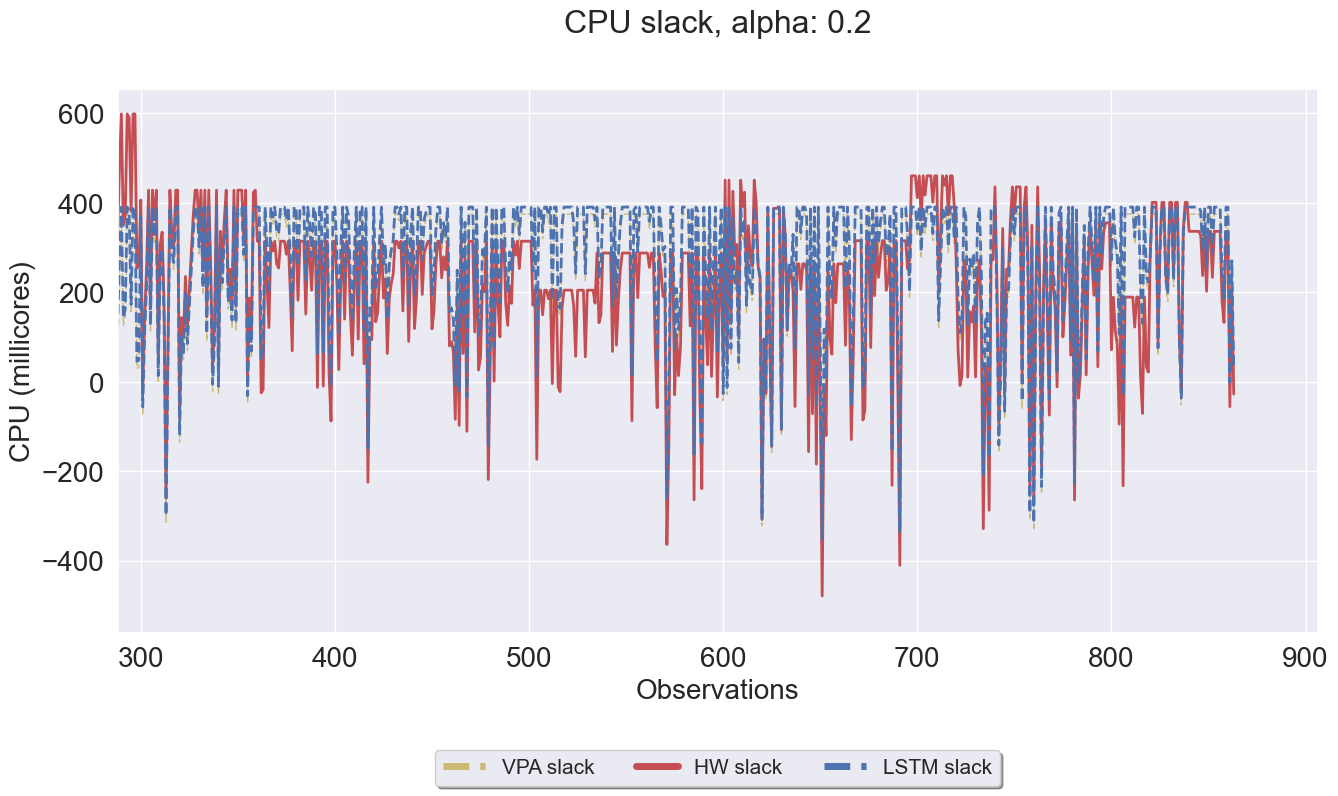 CPU slack, alpha: 0.2
CPU (millicores)
600
400
200
0
−200
−400
300 400 500 600 700 800 900
Observations
VPA slack HW slack LSTM slack